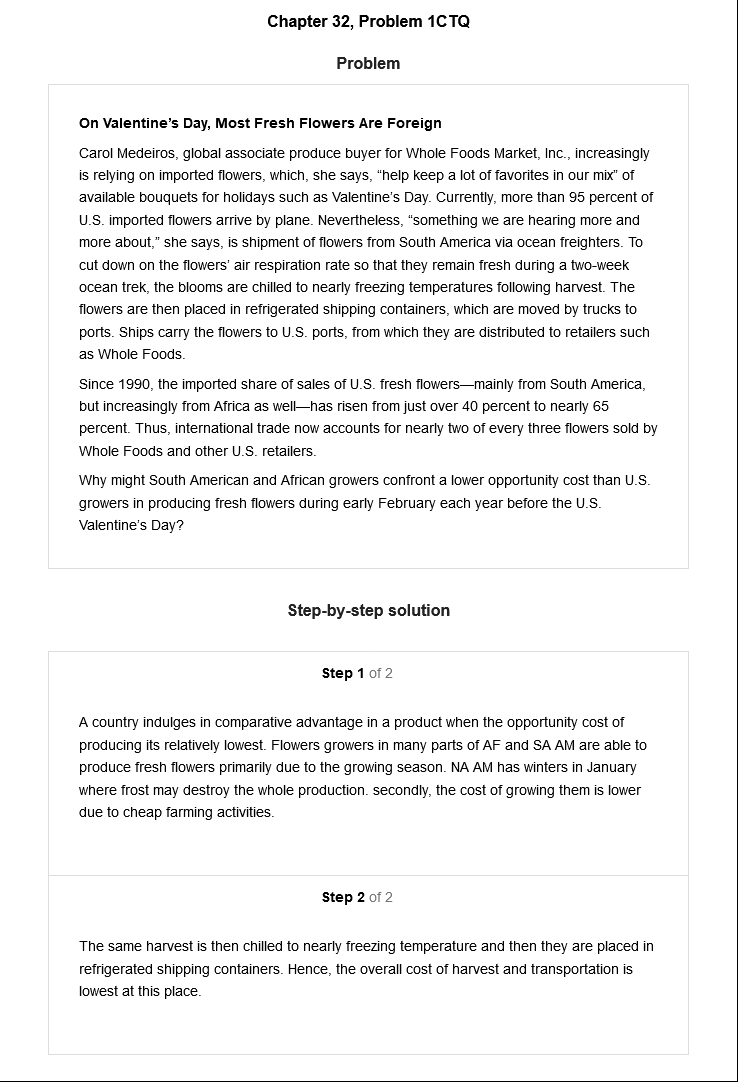 Chapter 32, Problem 1CTQ
Problem
On Valentine’s Day, Most Fresh Flowers Are Foreign
Carol Medeiros, global associate produce buyer for Whole Foods Market, Inc., increasingly
is relying on imported flowers, which, she says, “help keep a lot of favorites in our mix” of
available bouquets for holidays such as Valentine’s Day. Currently, more than 95 percent of
U.S. imported flowers arrive by plane. Nevertheless, “something we are hearing more and
more about,” she says, is shipment of flowers from South America via ocean freighters. To
cut down on the flowers’ air respiration rate so that they remain fresh during a two-week
ocean trek, the blooms are chilled to nearly freezing temperatures following harvest. The
flowers are then placed in refrigerated shipping containers, which are moved by trucks to
ports. Ships carry the flowers to U.S. ports, from which they are distributed to retailers such
as Whole Foods.
Since 1990, the imported share of sales of U.S. fresh flowers—mainly from South America,
but increasingly from Africa as well—has risen from just over 40 percent to nearly 65
percent. Thus, international trade now accounts for nearly two of every three flowers sold by
Whole Foods and other U.S. retailers.
Why might South American and African growers confront a lower opportunity cost than U.S.
growers in producing fresh flowers during early February each year before the U.S.
Valentine’s Day?
Step-by-step solution
Step 1 of 2
A country indulges in comparative advantage in a product when the opportunity cost of
producing its relatively lowest. Flowers growers in many parts of AF and SA AM are able to
produce fresh flowers primarily due to the growing season. NA AM has winters in January
where frost may destroy the whole production. secondly, the cost of growing them is lower
due to cheap farming activities.
Step 2 of 2
The same harvest is then chilled to nearly freezing temperature and then they are placed in
refrigerated shipping containers. Hence, the overall cost of harvest and transportation is
lowest at this place.